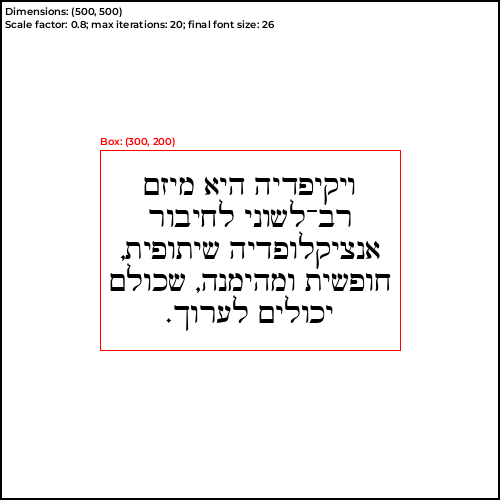 Dimensions: (500, 500)
Scale factor: 0.8; max iterations: 20; final font size: 26
Box: (300, 200)
ויקיפדיה היא מיזם
רב־לשוני לחיבור
אנציקלופדיה שיתופית,
חופשית ומהימנה, שכולם
יכולים לערוך.